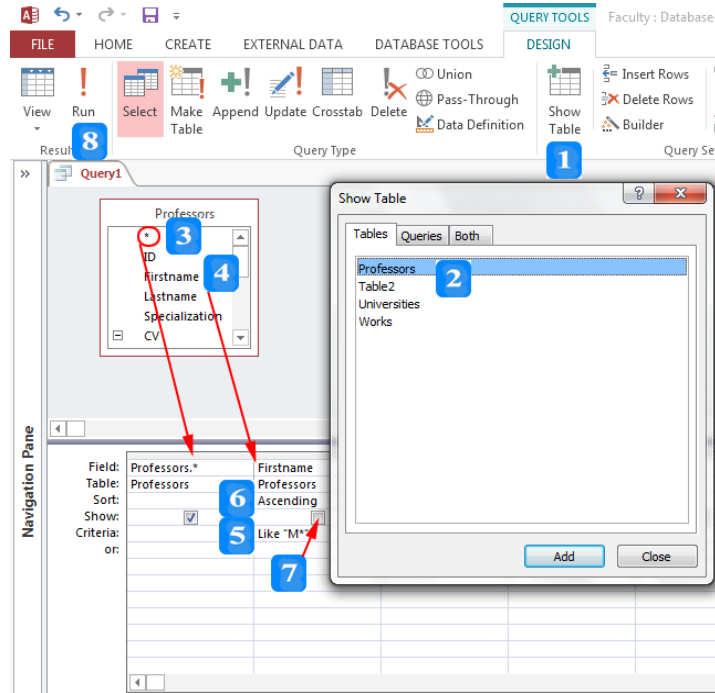 QUERY TOOLS Faculty : Database
FILE HOME CREATE EXTERNAL DATA DATABASE TOOLS DESIGN
View Run Select Make Table Append Update Crosstab Delete
Union
Pass-Through
Data Definition
Show Table
Insert Rows
Delete Rows
Builder
8
Resul
Query Type
1
Query Se
» Query1
Professors
*
3
ID
Firstname
4
Lastname
Specialization
CV
Show Table
? x
Tables Queries Both
Professors
2
Table2
Universities
Works
Add Close
Navigation Pane
Field: Professors.* Firstname
Table: Professors Professors
Sort: 6 Ascending
Show:
Criteria: 5 Like "M*"
or:
7